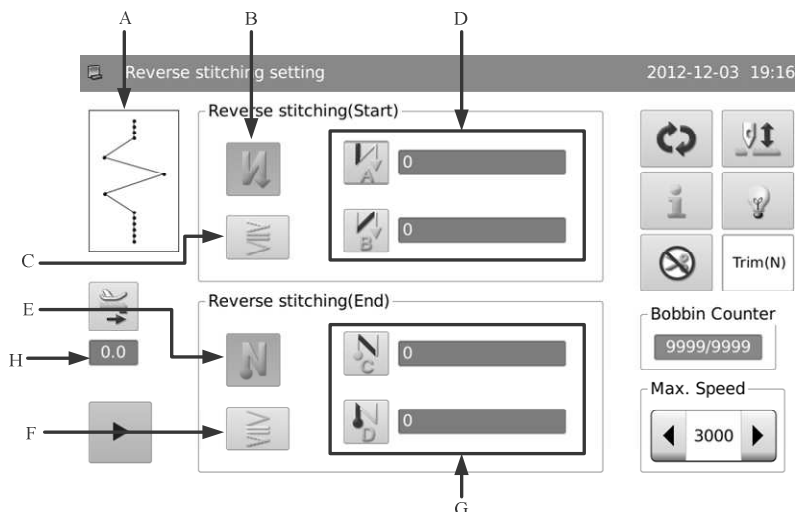 A
B
D
Reverse stitching setting
2012-12-03 19:16
Reverse stitching(Start)
A
0
B
0
C
Trim(N)
E
Reverse stitching(End)
H
0.0
C
0
F
D
0
G
Bobbin Counter
9999/9999
Max. Speed
3000